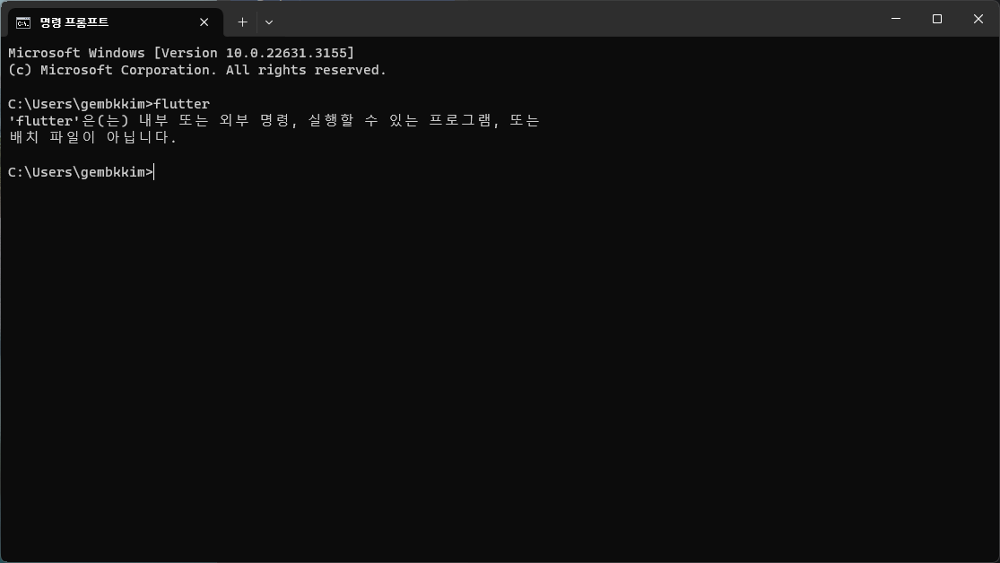 명령 프롬프트
Microsoft Windows [Version 10.0.22631.3155]
(c) Microsoft Corporation. All rights reserved.
C:\Users\gembkkim>flutter
'flutter'은(는) 내부 또는 외부 명령, 실행할 수 있는 프로그램, 또는
배치 파일이 아닙니다.
C:\Users\gembkkim>